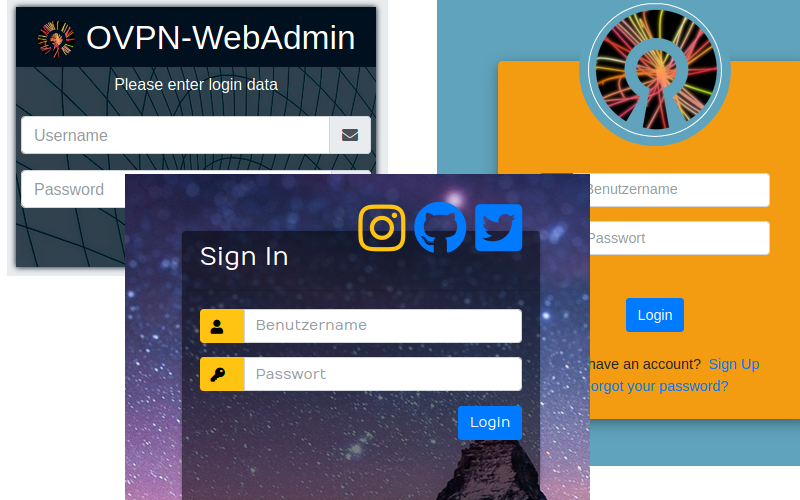 OVPN-WebAdmin
Please enter login data
Username
Password
Sign In
Benutzername
Passwort
Login
Benutzername
Passwort
Login
have an account? Sign Up
forgot your password?